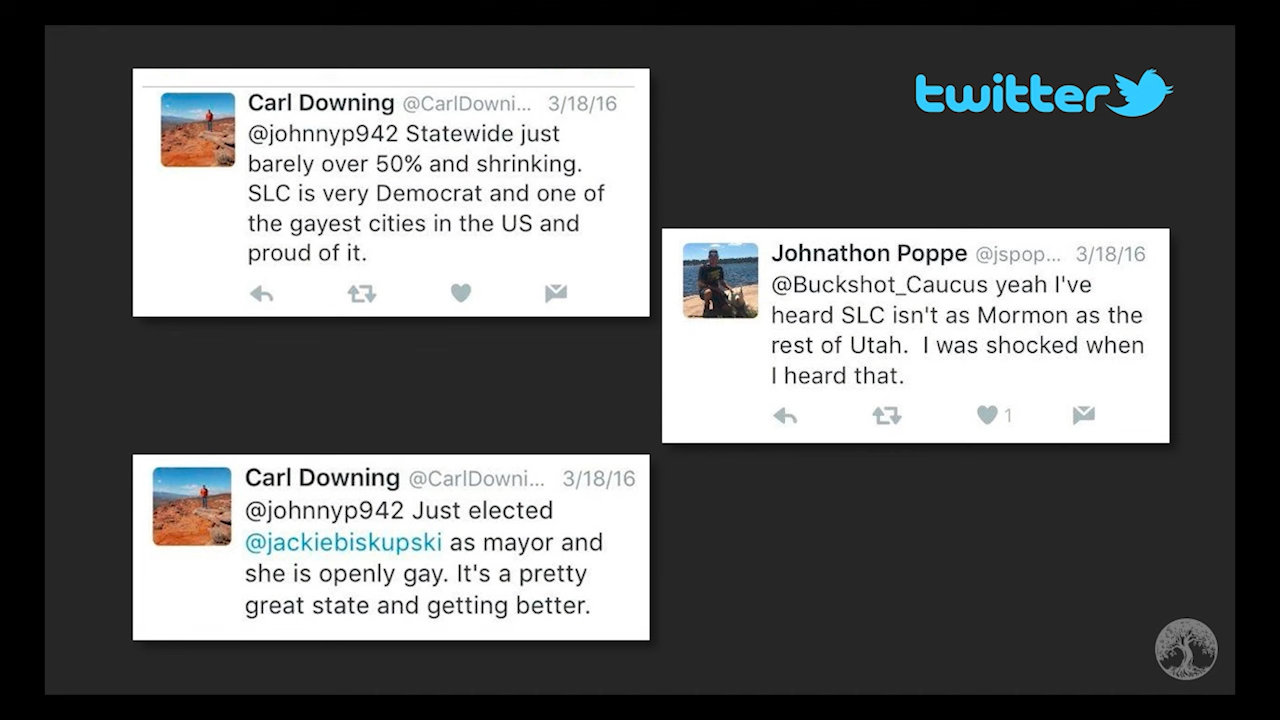 twitter
Carl Downing @CarlDowni... 3/18/16
@johnnyp942 Statewide just
barely over 50% and shrinking.
SLC is very Democrat and one of
the gayest cities in the US and
proud of it.
Johnathon Poppe @jspop... 3/18/16
@Buckshot_Caucus yeah I've
heard SLC isn't as Mormon as the
rest of Utah. I was shocked when
I heard that.
1
Carl Downing @CarlDowni... 3/18/16
@johnnyp942 Just elected
@jackiebiskupski as mayor and
she is openly gay. It's a pretty
great state and getting better.